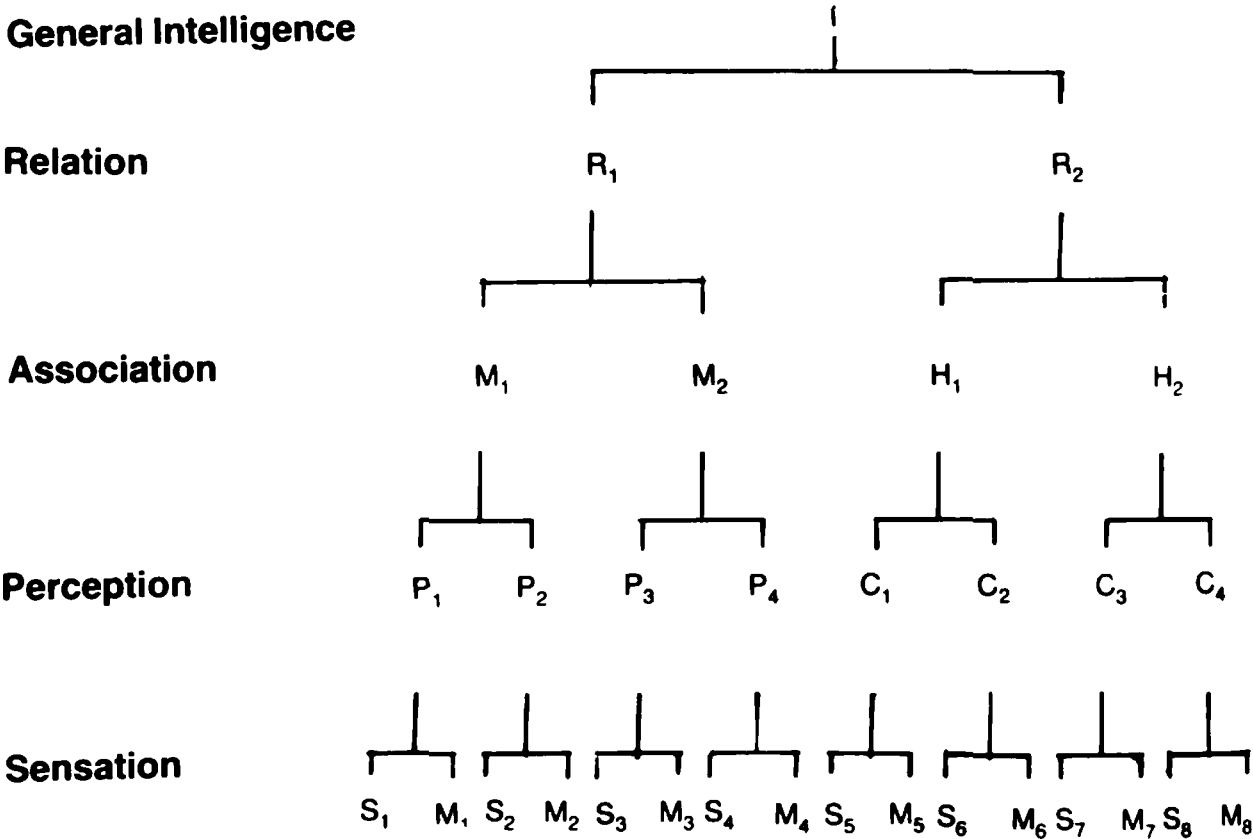 General Intelligence
Relation R₁ R₂
Association M₁ M₂ H₁ H₂
Perception P₁ P₂ P₃ P₄ C₁ C₂ C₃ C₄
Sensation S₁ M₁ S₂ M₂ S₃ M₃ S₄ M₄ S₅ M₅ S₆ M₆ S₇ M₇ S₈ M₈